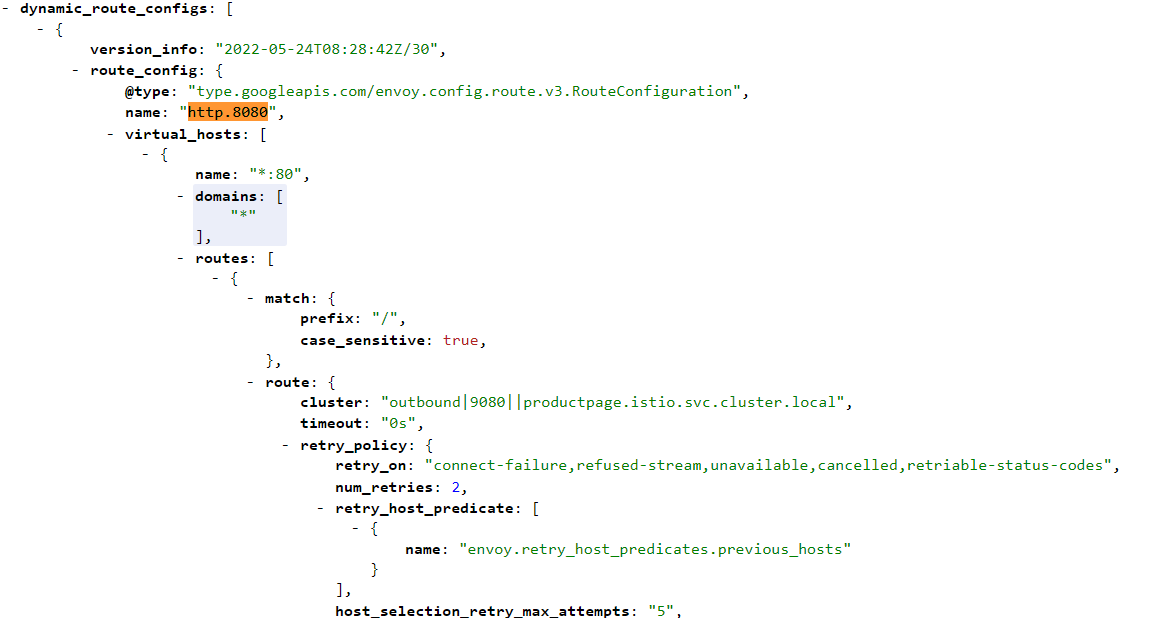 - dynamic_route_configs: [
- {
version_info: "2022-05-24T08:28:42Z/30",
- route_config: {
@type: "type.googleapis.com/envoy.config.route.v3.RouteConfiguration",
name: "http.8080",
- virtual_hosts: [
- {
name: "*:80",
- domains: [
"*"
],
- routes: [
- {
- match: {
prefix: "/",
case_sensitive: true,
},
- route: {
cluster: "outbound|9080||productpage.istio.svc.cluster.local",
timeout: "0s",
- retry_policy: {
retry_on: "connect-failure,refused-stream,unavailable,cancelled,retriable-status-codes",
num_retries: 2,
- retry_host_predicate: [
- {
name: "envoy.retry_host_predicates.previous_hosts"
}
],
host_selection_retry_max_attempts: "5",